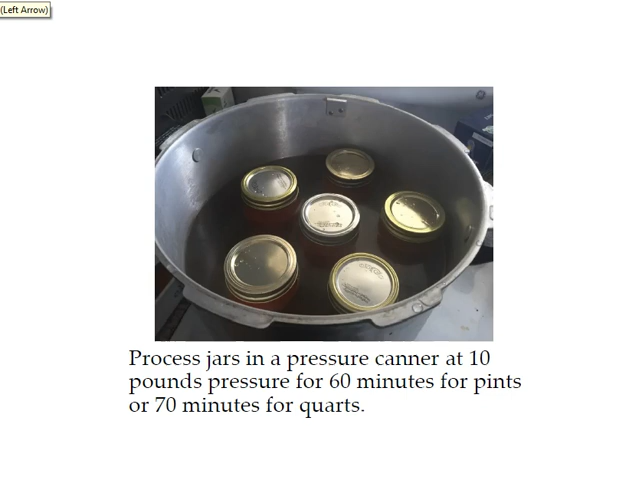 (Left Arrow)
Process jars in a pressure canner at 10
pounds pressure for 60 minutes for pints
or 70 minutes for quarts.